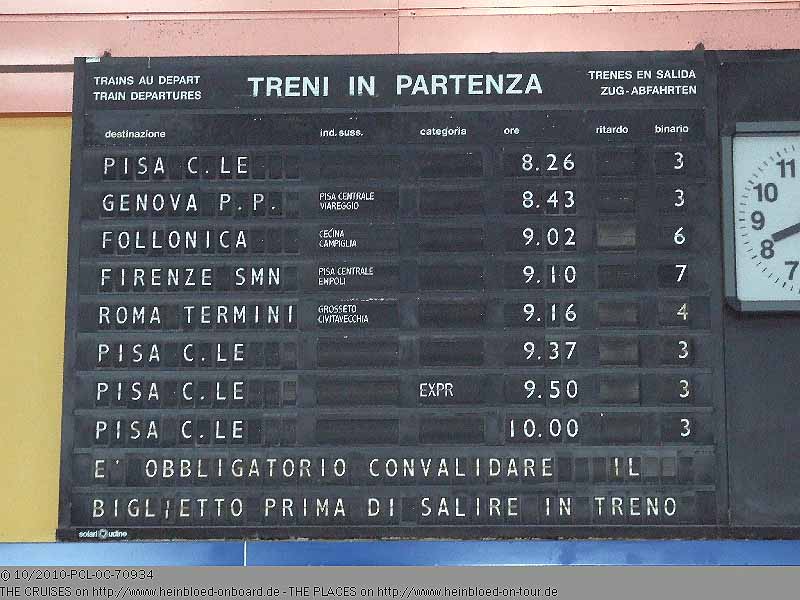 TRAINS AU DEPART
TRAIN DEPARTURES
TRENI IN PARTENZA
TRENES EN SALIDA
ZUG-ABFAHRTEN
destinazione ind. suss. categoria ore ritardo binario
PISA C.LE 8.26 3
GENOVA P.P. PISA CENTRALE VIAREGGIO 8.43 3
FOLLONICA CECINA CAMPIGLIA 9.02 6
FIRENZE SMN PISA CENTRALE EMPOLI 9.10 7
ROMA TERMINI GROSSETO CIVITAVECCHIA 9.16 4
PISA C.LE 9.37 3
PISA C.LE EXPR 9.50 3
PISA C.LE 10.00 3
E' OBBLIGATORIO CONVALIDARE IL
BIGLIETTO PRIMA DI SALIRE IN TRENO
solari udine
11
10
9
8
7
© 10/2010-PCL-OC-70934
THE CRUISES on http://www.heinbloed-onboard.de - THE PLACES on http://www.heinbloed-on-tour.de